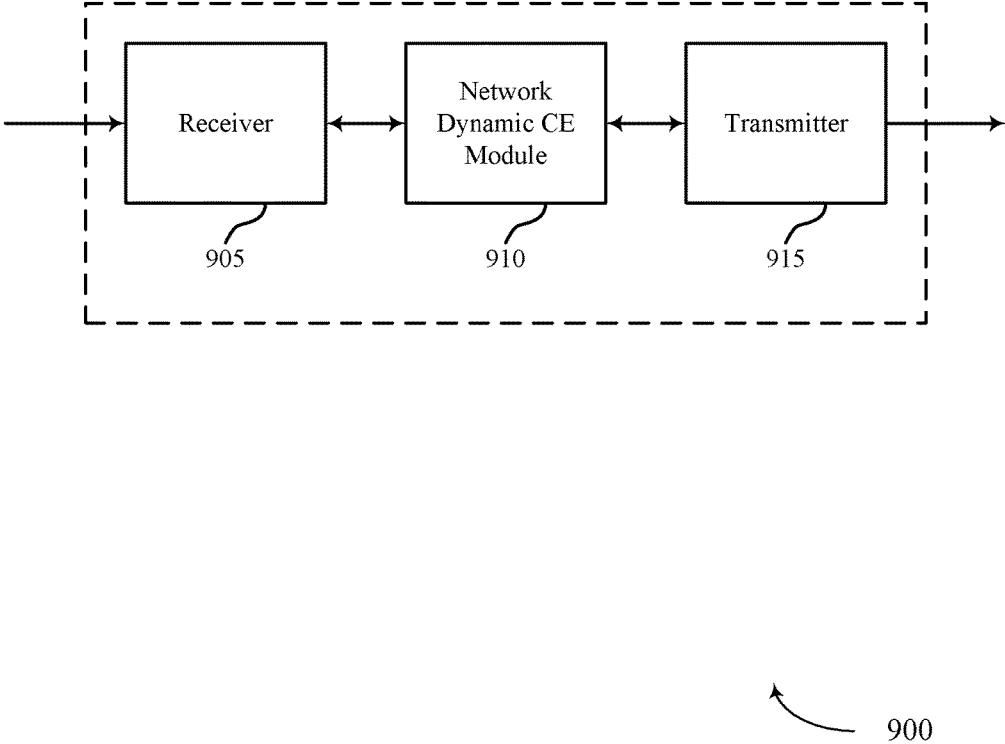 Receiver
Network
Dynamic CE
Module
Transmitter
905
910
915
900